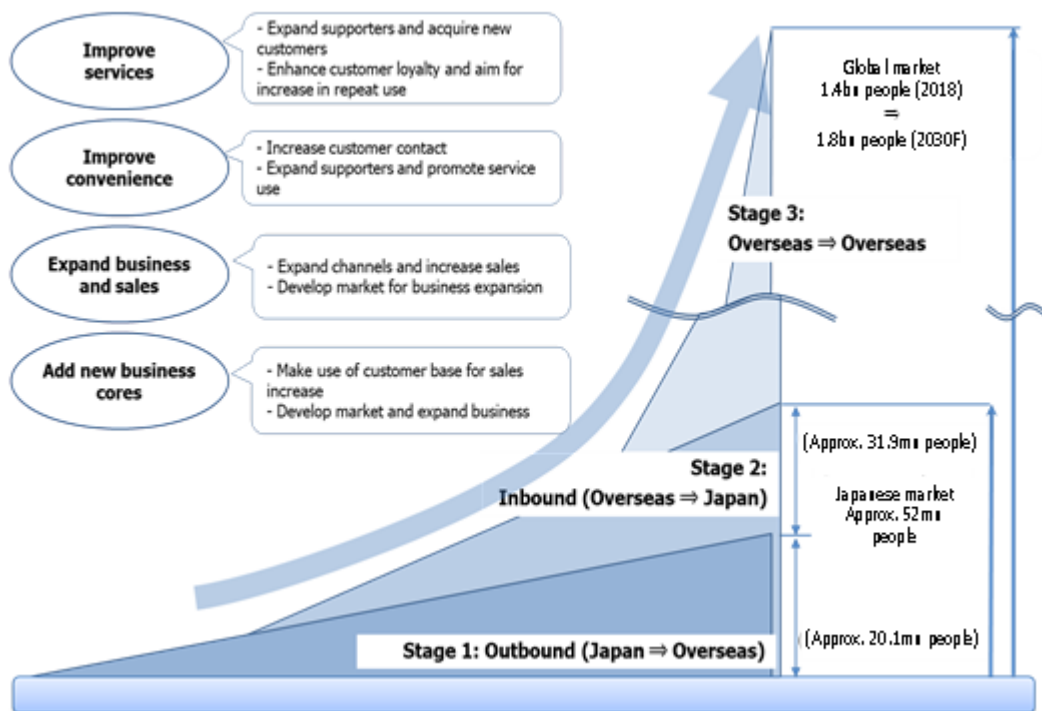 Improve
services
- Expand supporters and acquire new
customers
- Enhance customer loyalty and aim for
increase in repeat use
Improve
convenience
- Increase customer contact
- Expand supporters and promote service
use
Expand business
and sales
- Expand channels and increase sales
- Develop market for business expansion
Add new business
cores
- Make use of customer base for sales
increase
- Develop market and expand business
Global market
1.4bn people (2018)
⇒
1.8bn people (2030F)
Stage 3:
Overseas ⇒ Overseas
Stage 2:
Inbound (Overseas ⇒ Japan)
(Approx. 31.9mn people)
Japanese market
Approx. 52mn
people
Stage 1: Outbound (Japan ⇒ Overseas)
(Approx. 20.1mn people)